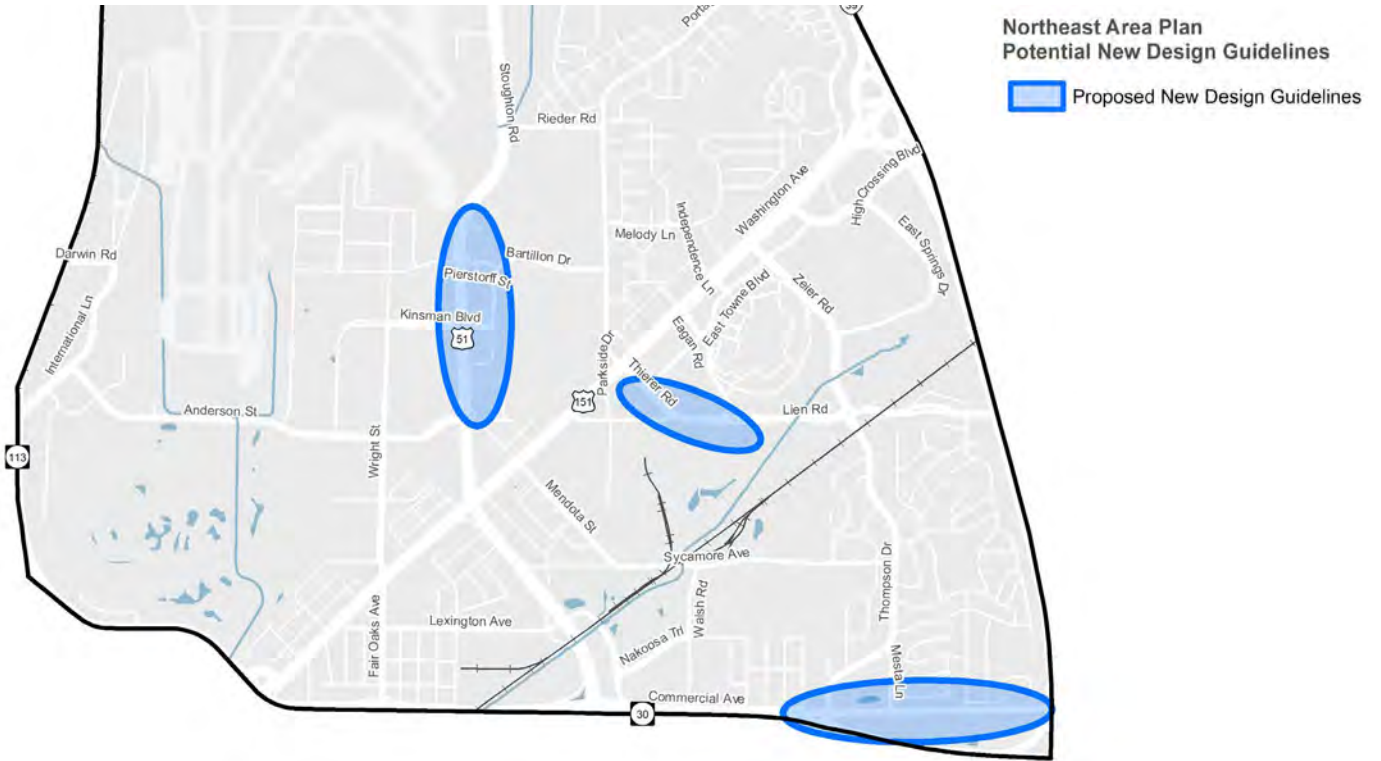 Northeast Area Plan
Potential New Design Guidelines
Proposed New Design Guidelines
39
Stoughton Rd
Rieder Rd
Washington Ave
High Crossing Blvd
East Springs Dr
Independence Ln
Melody Ln
Darwin Rd
Bartillon Dr
Pierstorff St
Zeier Rd
East Towne Blvd
Kinsman Blvd
51
International Ln
Eagan Rd
Parkside Dr
Thierer Rd
151
Anderson St
Lien Rd
Wright St
113
Mendota St
Sycamore Ave
Thompson Dr
Walsh Rd
Lexington Ave
Fair Oaks Ave
Nakoosa Trl
Mesta Ln
Commercial Ave
30